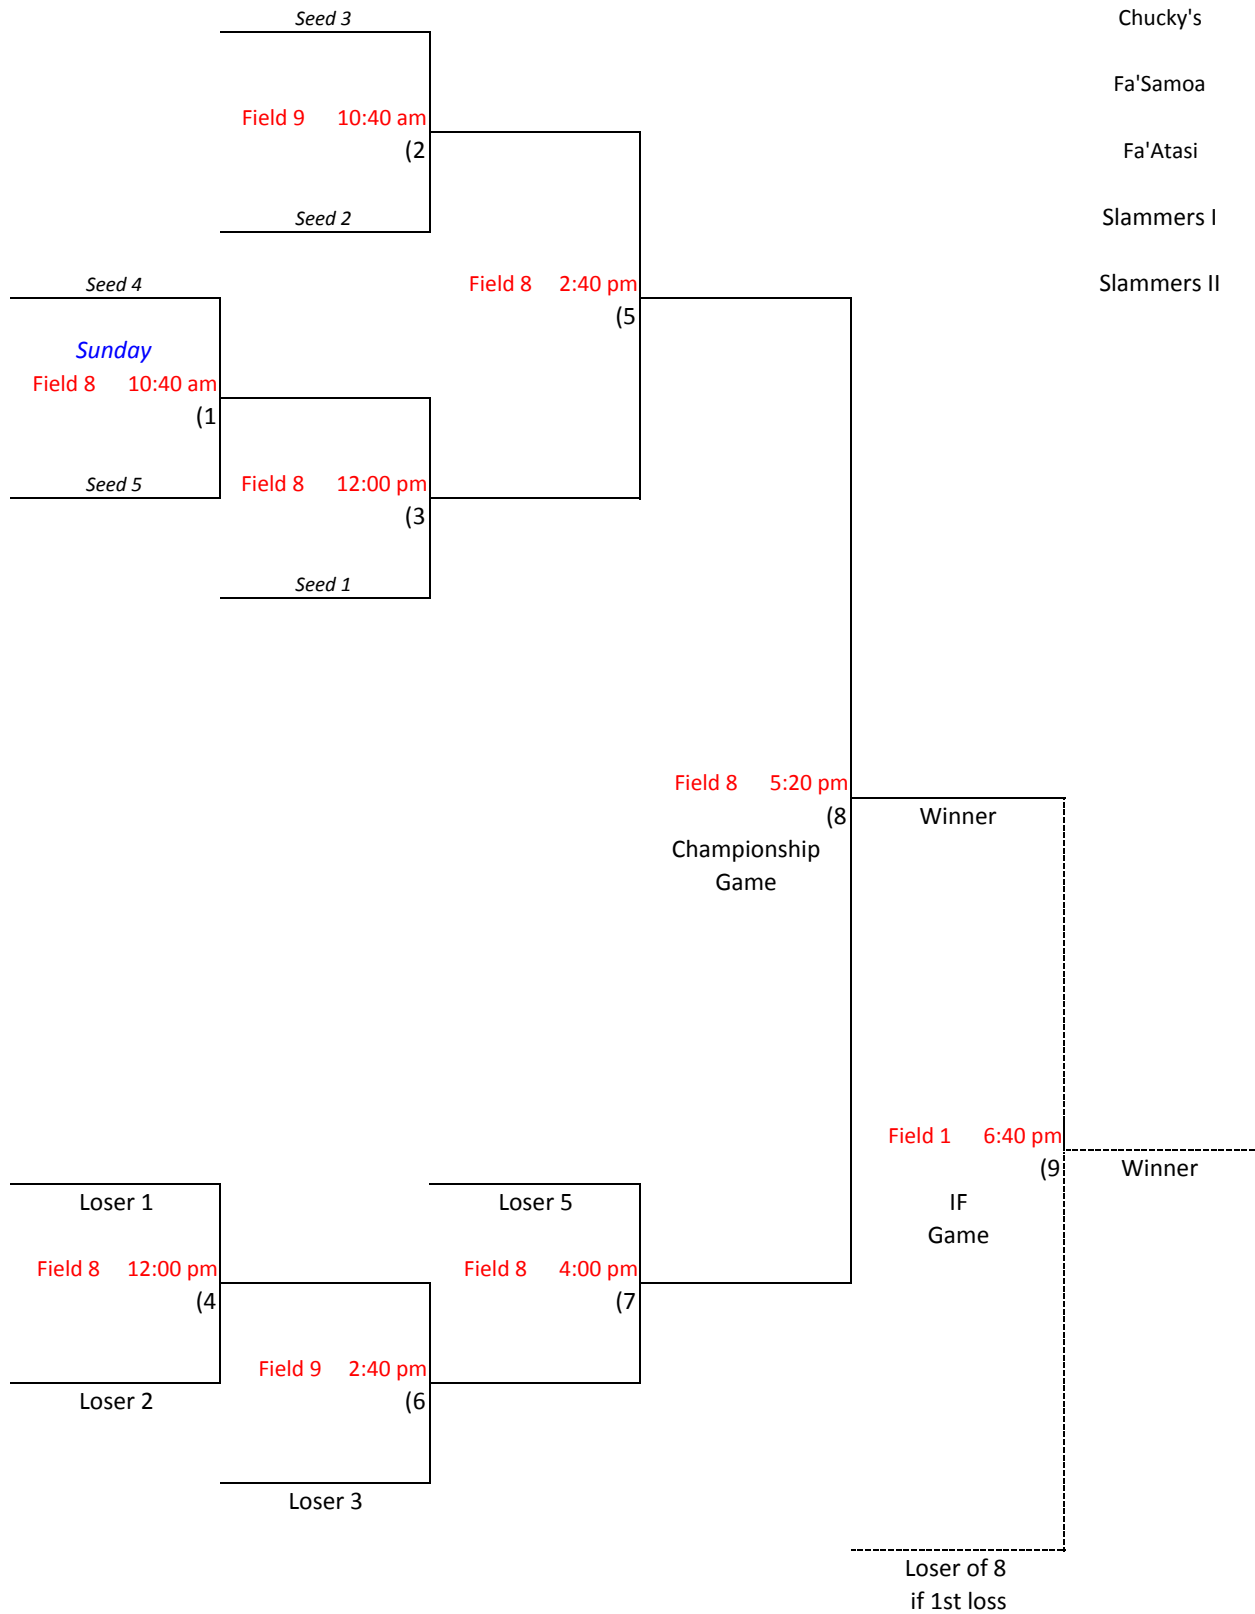 Seed 3
Chucky's
Fa'Samoa
Field 9 10:40 am
(2
Fa'Atasi
Seed 2
Slammers I
Seed 4
Field 8 2:40 pm
Slammers II
(5
Sunday
Field 8 10:40 am
(1
Seed 5
Field 8 12:00 pm
(3
Seed 1
Field 8 5:20 pm
(8
Winner
Championship
Game
Field 1 6:40 pm
(9
Winner
IF
Game
Loser 1
Loser 5
Field 8 12:00 pm
(4
Field 8 4:00 pm
(7
Loser 2
Field 9 2:40 pm
(6
Loser 3
Loser of 8
if 1st loss